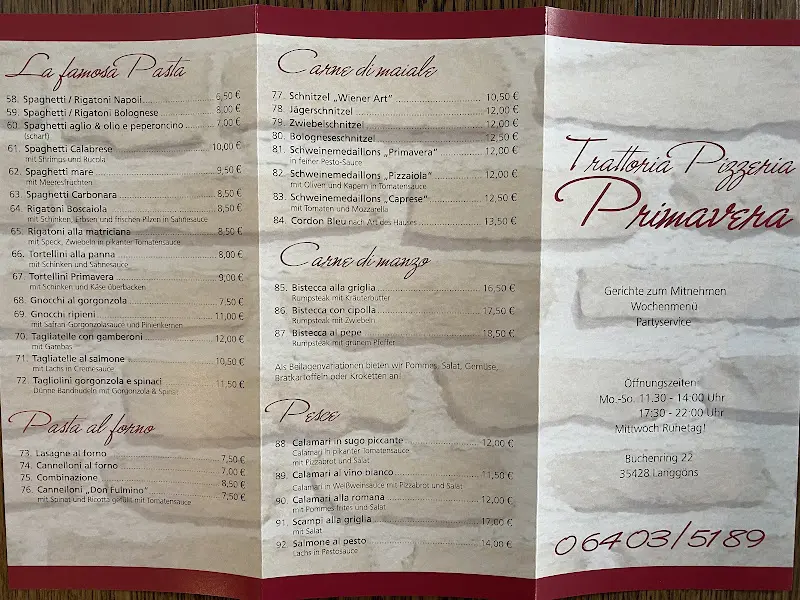 La famosa Pasta
58. Spaghetti / Rigatoni Napoli 6,50 €
59. Spaghetti / Rigatoni Bolognese 8,00 €
60. Spaghetti aglio & olio e peperoncino 7,00 €
(scharf)
61. Spaghetti Calabrese 10,00 €
mit Shrimps und Rucola
62. Spaghetti mare 9,50 €
mit Meeresfrüchten
63. Spaghetti Carbonara 8,50 €
64. Rigatoni Boscaiola 8,50 €
mit Schinken, Erbsen und frischen Pilzen in Sahnesauce
65. Rigatoni alla matriciana 8,50 €
mit Speck, Zwiebeln in pikanter Tomatensauce
66. Tortellini alla panna 8,00 €
mit Schinken und Sahnesauce
67. Tortellini Primavera 9,00 €
mit Schinken und Käse überbacken
68. Gnocchi al gorgonzola 7,50 €
69. Gnocchi ripieni 11,00 €
mit Safran-Gorgonzolasauce und Pinienkernen
70. Tagliatelle con gamberoni 12,00 €
mit Gambas
71. Tagliatelle al salmone 10,50 €
mit Lachs in Cremesauce
72. Tagliolini gorgonzola e spinaci 11,50 €
Dünne Bandnudeln mit Gorgonzola & Spinat
Pasta al forno
73. Lasagne al forno 7,50 €
74. Cannelloni al forno 7,00 €
75. Combinazione 8,50 €
76. Cannelloni „Don Fulmino" 7,50 €
mit Spinat und Ricotta gefüllt mit Tomatensauce
Carne di maiale
77. Schnitzel „Wiener Art" 10,50 €
78. Jägerschnitzel 12,00 €
79. Zwiebelschnitzel 12,00 €
80. Bologneseschnitzel 12,50 €
81. Schweinemedaillons „Primavera" 12,00 €
in feiner Pesto-Sauce
82. Schweinemedaillons „Pizzaiola" 12,00 €
mit Oliven und Kapern in Tomatensauce
83. Schweinemedaillons „Caprese" 12,50 €
mit Tomaten und Mozzarella
84. Cordon Bleu nach Art des Hauses 13,50 €
Carne di manzo
85. Bistecca alla griglia 16,50 €
Rumpsteak mit Kräuterbutter
86. Bistecca con cipolla 17,50 €
Rumpsteak mit Zwiebeln
87 Bistecca al pepe 18,50 €
Rumpsteak mit grünem Pfeffer
Als Beilagenvariationen bieten wir Pommes, Salat, Gemüse,
Bratkartoffeln oder Kroketten an!
Pesce
88 Calamari in sugo piccante 12,00 €
Calamari in pikanter Tomatensauce
mit Pizzabrot und Salat
89. Calamari al vino bianco 11,50 €
Calamari in Weißweinsauce mit Pizzabrot und Salat
90. Calamari alla romana 12,00 €
mit Pommes frites und Salat
91. Scampi alla griglia 17,00 €
mit Salat
92. Salmone al pesto 14,00 €
Lachs in Pestosauce
Trattoria Pizzeria
Primavera
Gerichte zum Mitnehmen
Wochenmenü
Partyservice
Öffnungszeiten
Mo.-So. 11.30 - 14:00 Uhr
17:30 - 22:00 Uhr
Mittwoch Ruhetag!
Buchenring 22
35428 Langgöns
06403/5189